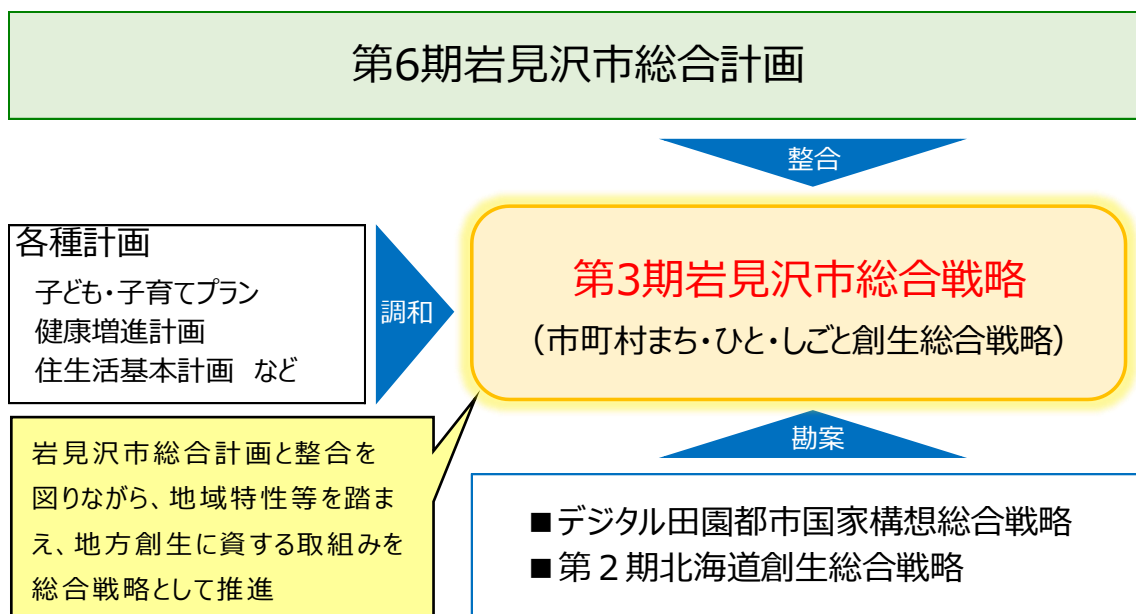 第6期岩見沢市総合計画
整合
各種計画
子ども・子育てプラン
健康増進計画
住生活基本計画 など
調和
第3期岩見沢市総合戦略
（市町村まち・ひと・しごと創生総合戦略）
岩見沢市総合計画と整合を
図りながら、地域特性等を踏ま
え、地方創生に資する取組みを
総合戦略として推進
勘案
■デジタル田園都市国家構想総合戦略
■第２期北海道創生総合戦略